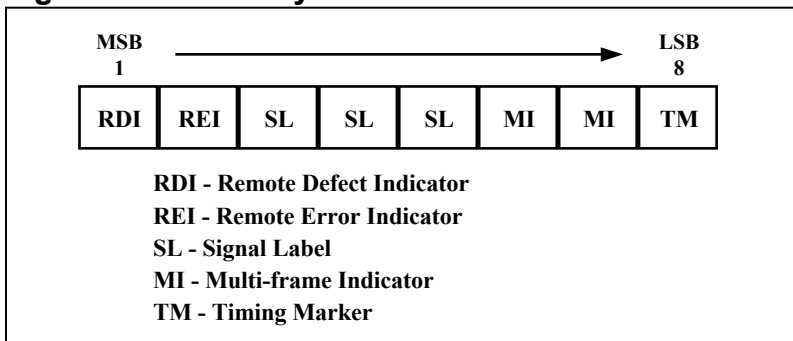 MSB LSB
1 8
RDI REI SL SL SL MI MI TM
RDI - Remote Defect Indicator
REI - Remote Error Indicator
SL - Signal Label
MI - Multi-frame Indicator
TM - Timing Marker